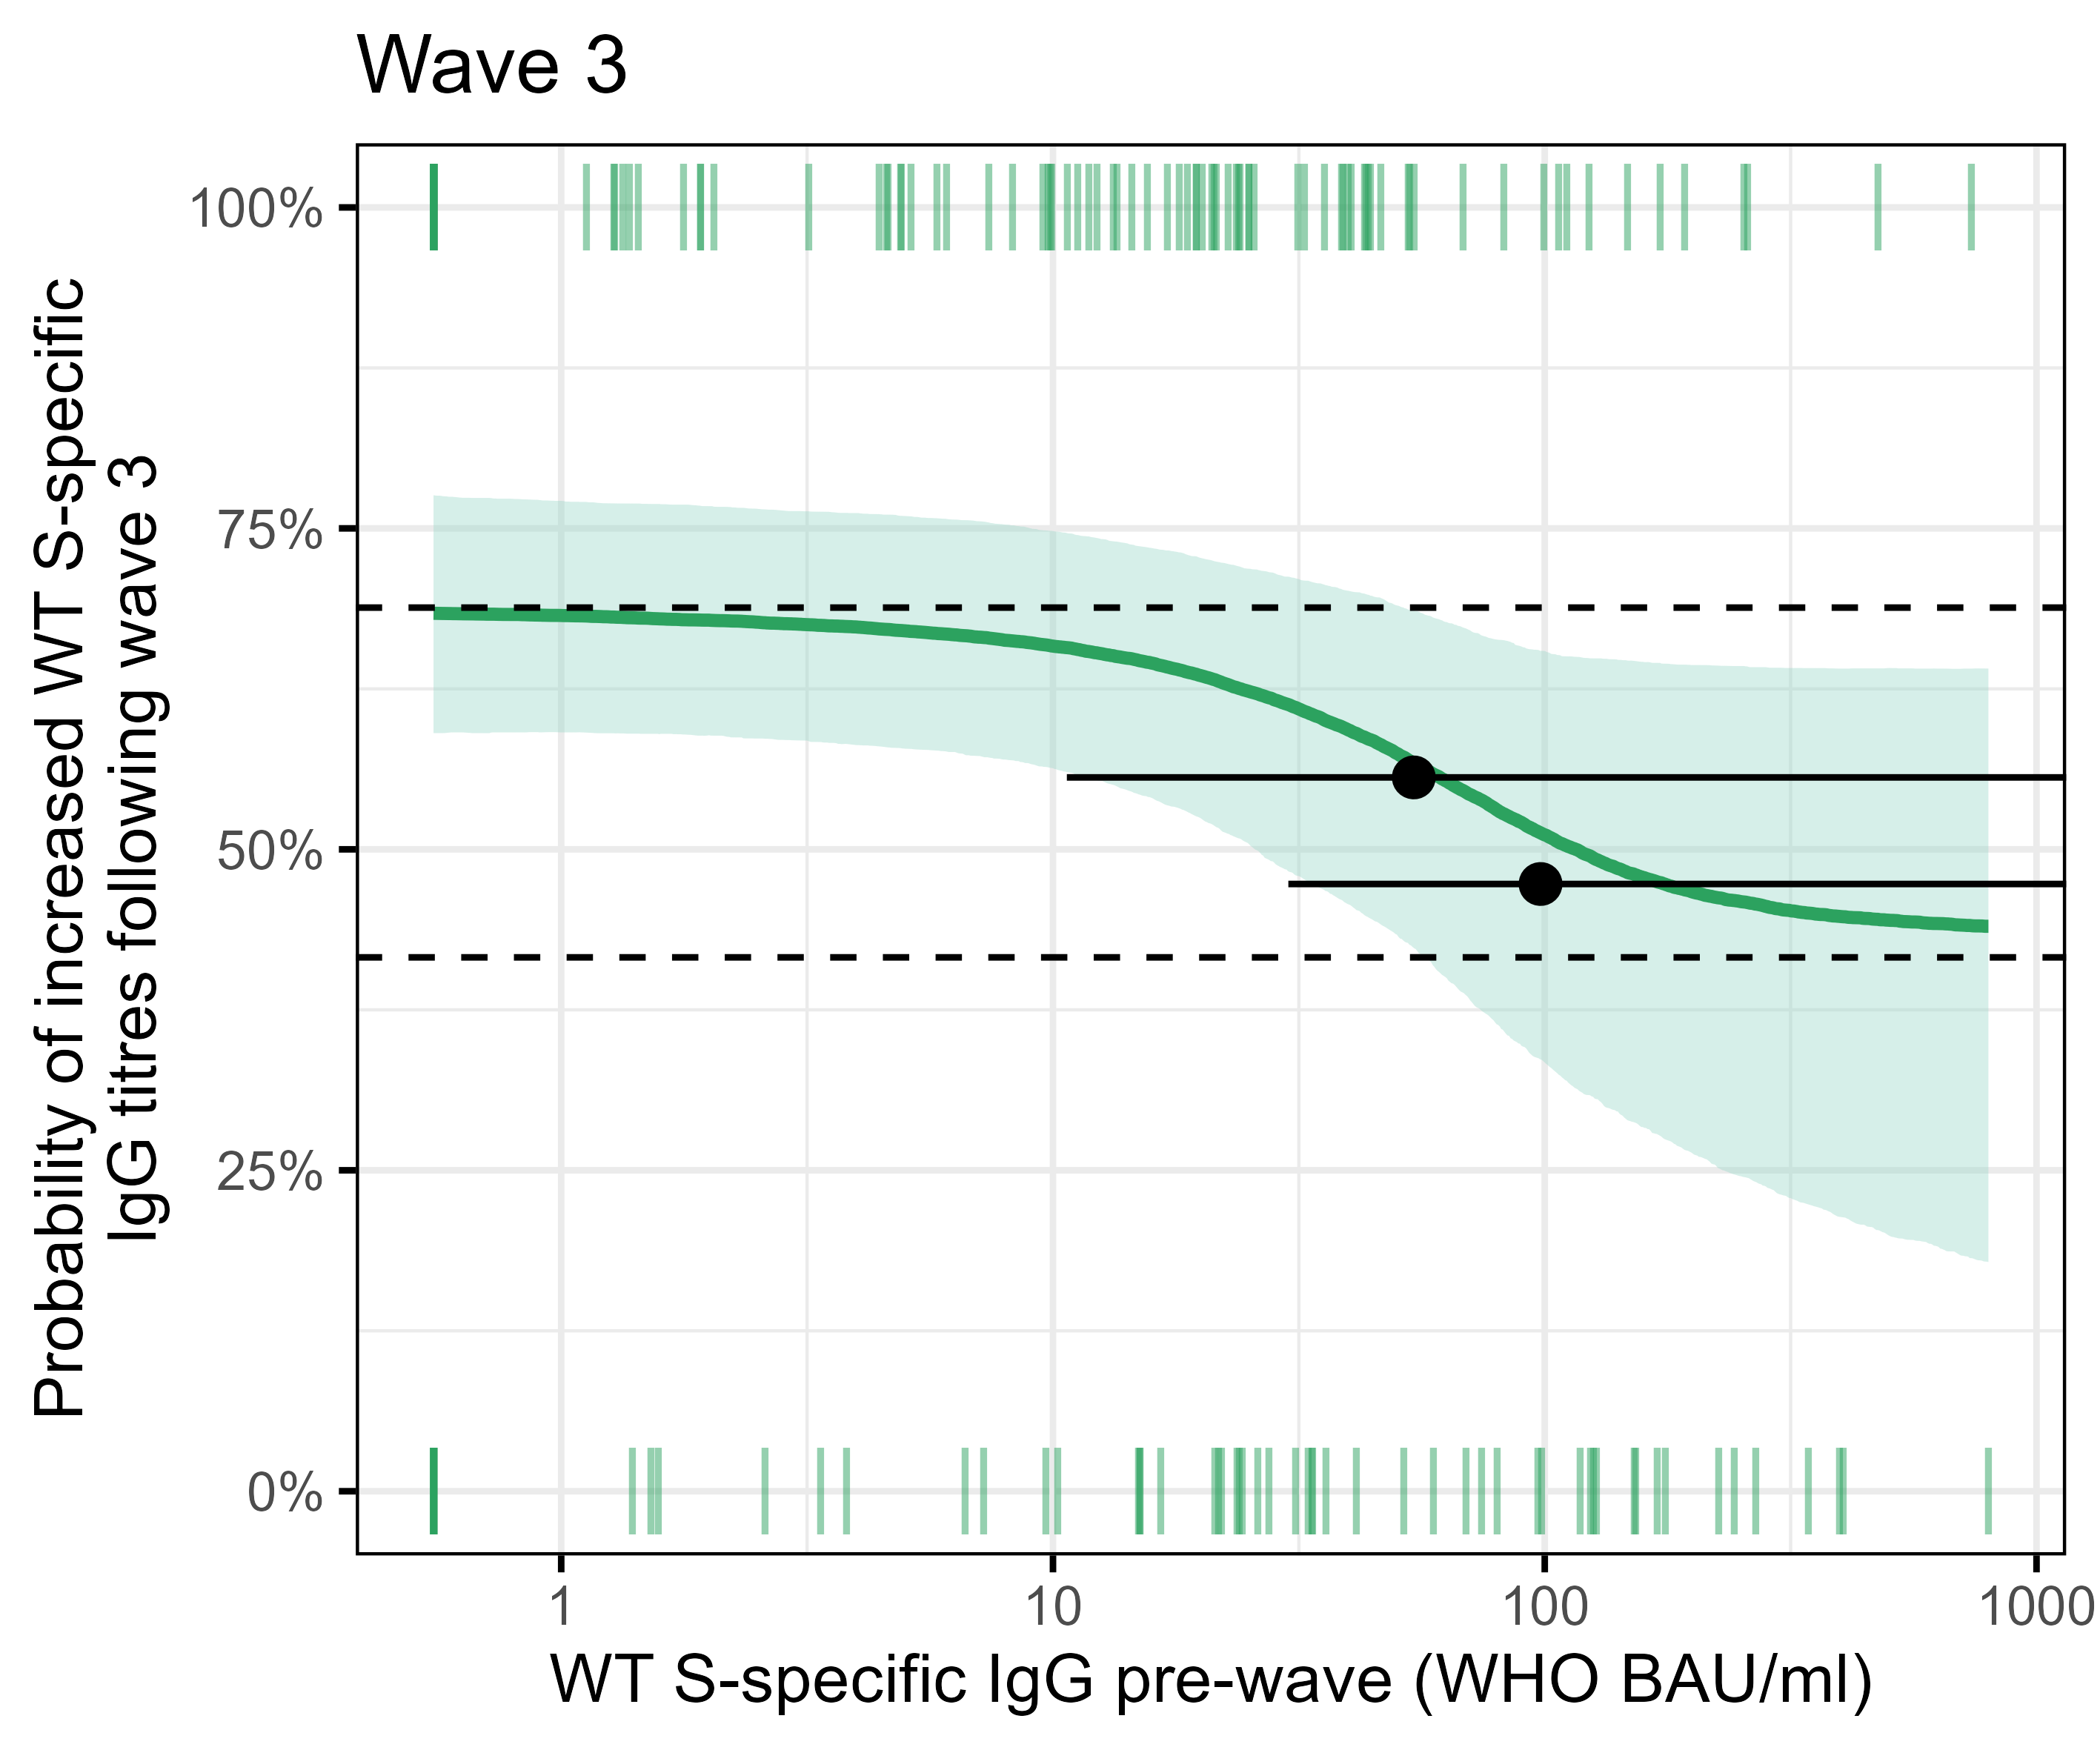 Wave 3
Probability of increased WT S-specific
IgG titres following wave 3
100%
75%
50%
25%
0%
1
10
100
1000
WT S-specific IgG pre-wave (WHO BAU/ml)